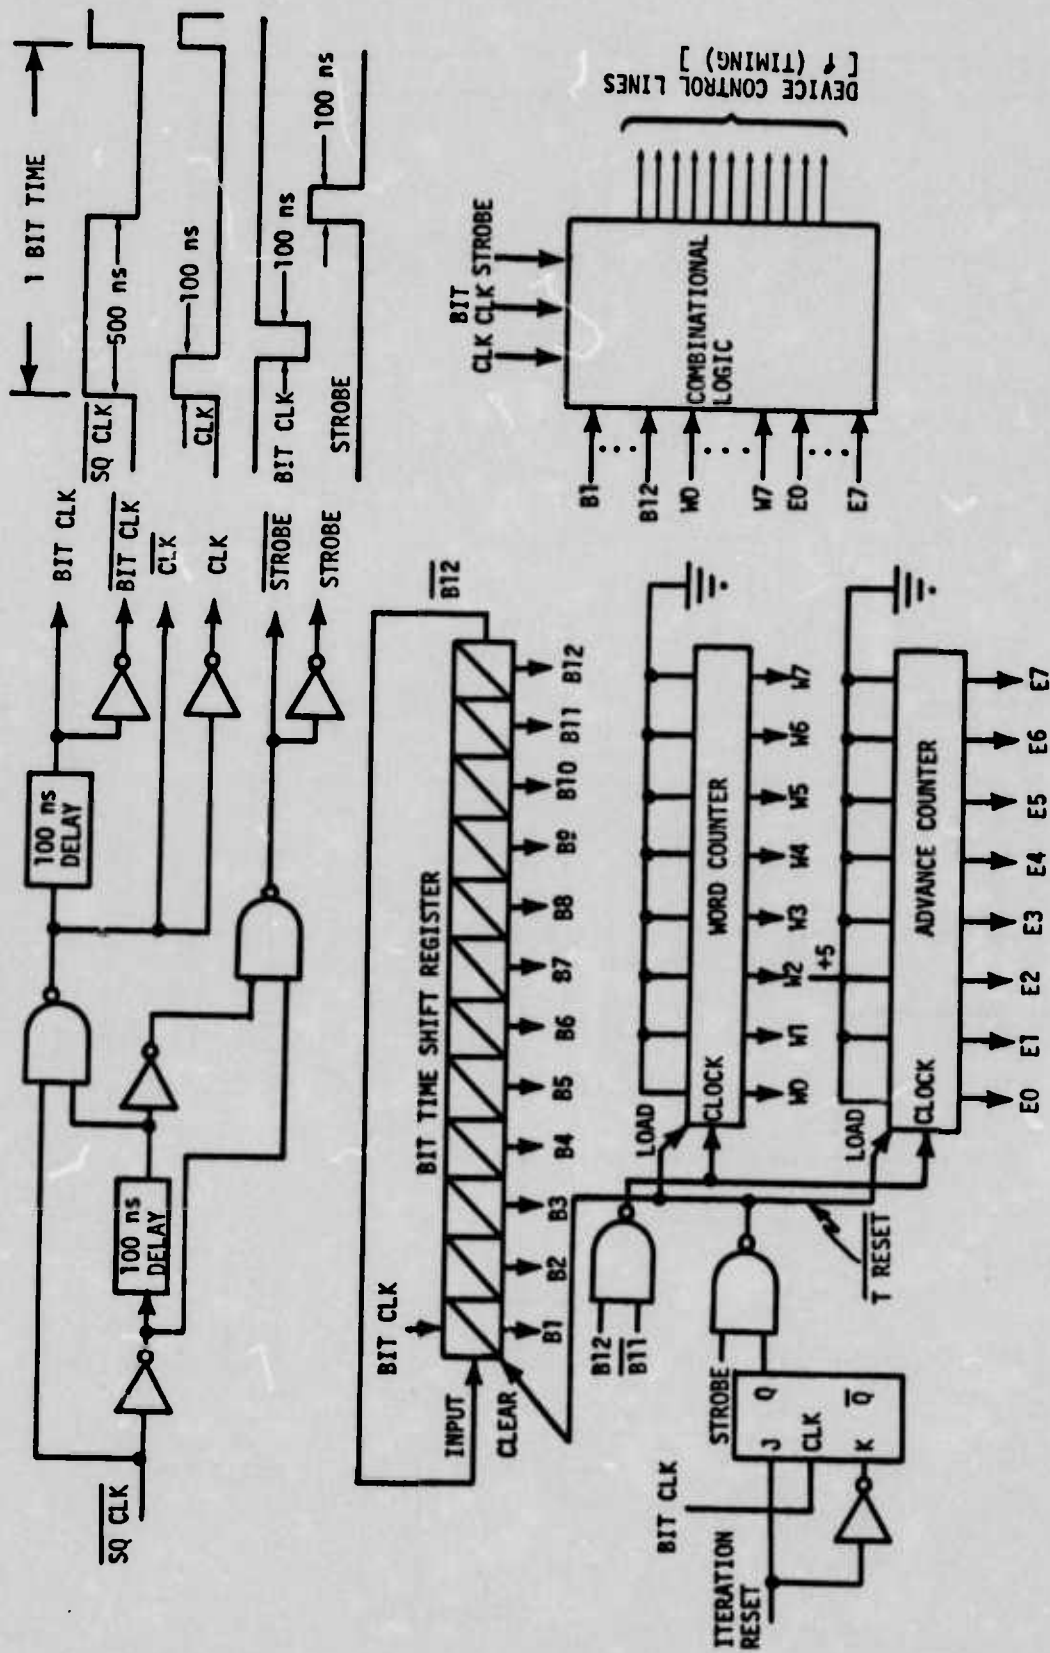 SQ CLK
100 ns
DELAY
100 ns
DELAY
BIT CLK
BIT CLK
CLK
CLK
STROBE
STROBE
1 BIT TIME
SQ CLK
500 ns
CLK
100 ns
BIT CLK
100 ns
STROBE
100 ns
BIT TIME SHIFT REGISTER
BIT CLK
INPUT
CLEAR
B12
B1
B2
B3
B4
B5
B6
B7
B8
B9
B10
B11
B12
B12
B11
LOAD
CLOCK
WORD COUNTER
W0
W1
W2
W3
W4
W5
W6
W7
+5
LOAD
CLOCK
ADVANCE COUNTER
E0
E1
E2
E3
E4
E5
E6
E7
BIT CLK
ITERATION
RESET
STROBE
J
Q
CLK
K
Q
T RESET
BIT
CLK CLK STROBE
B1
B12
W0
W7
E0
E7
COMBINATIONAL
LOGIC
DEVICE CONTROL LINES
[ f (TIMING) ]